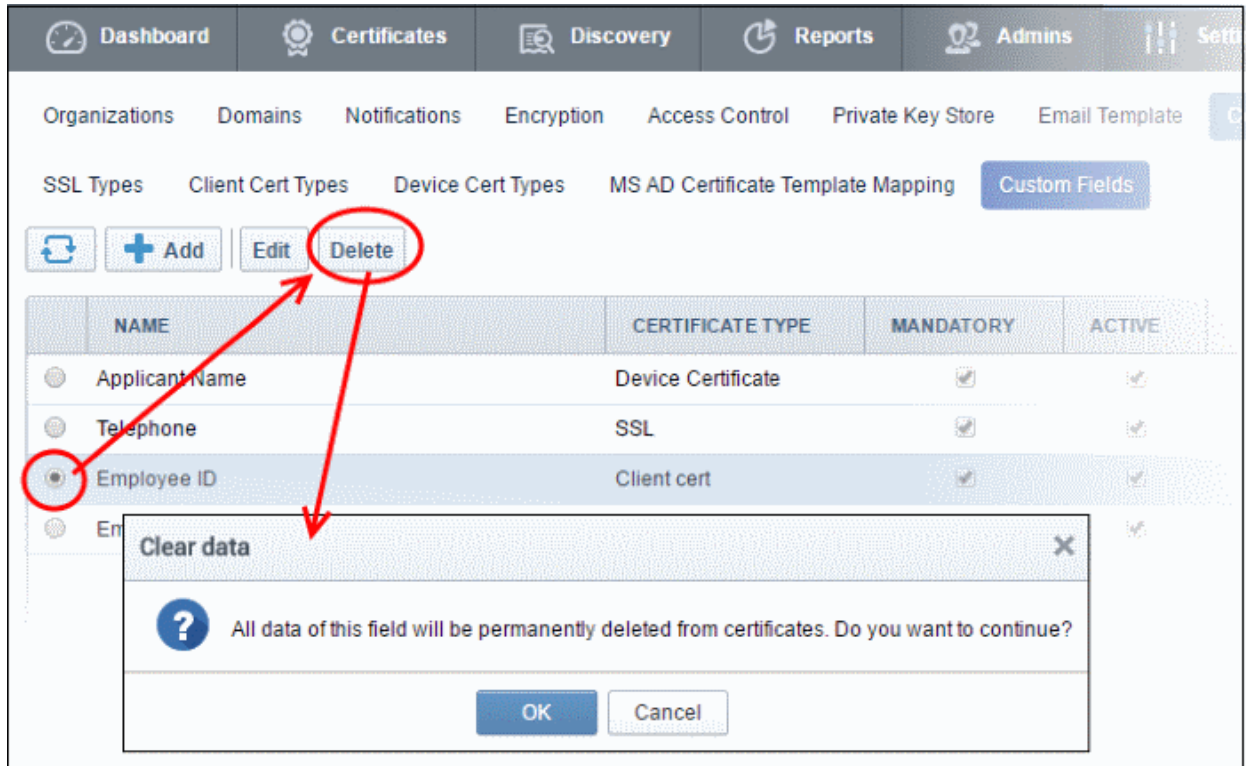 Dashboard Certificates Discovery Reports Admins
Organizations Domains Notifications Encryption Access Control Private Key Store Email Template
SSL Types Client Cert Types Device Cert Types MS AD Certificate Template Mapping Custom Fields
Add Edit Delete
NAME CERTIFICATE TYPE MANDATORY ACTIVE
Applicant Name Device Certificate
Telephone SSL
Employee ID Client cert
Clear data
All data of this field will be permanently deleted from certificates. Do you want to continue?
OK Cancel